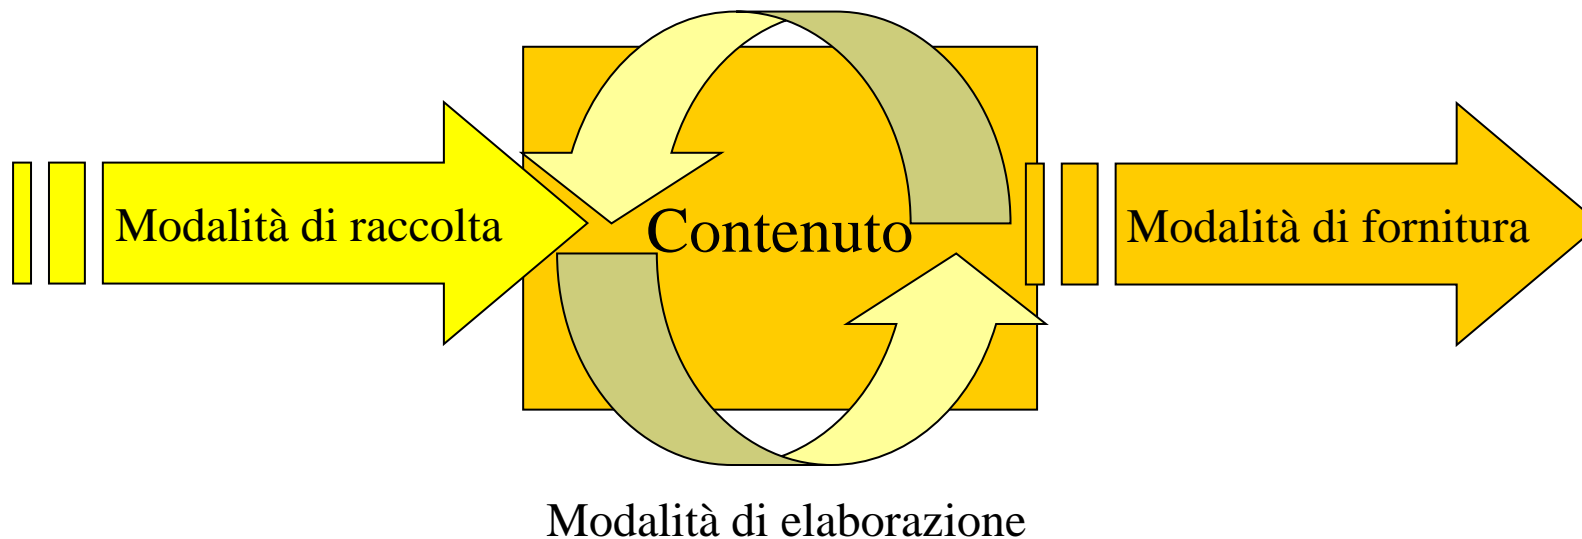 Modalità di raccolta
Contenuto
Modalità di fornitura
Modalità di elaborazione